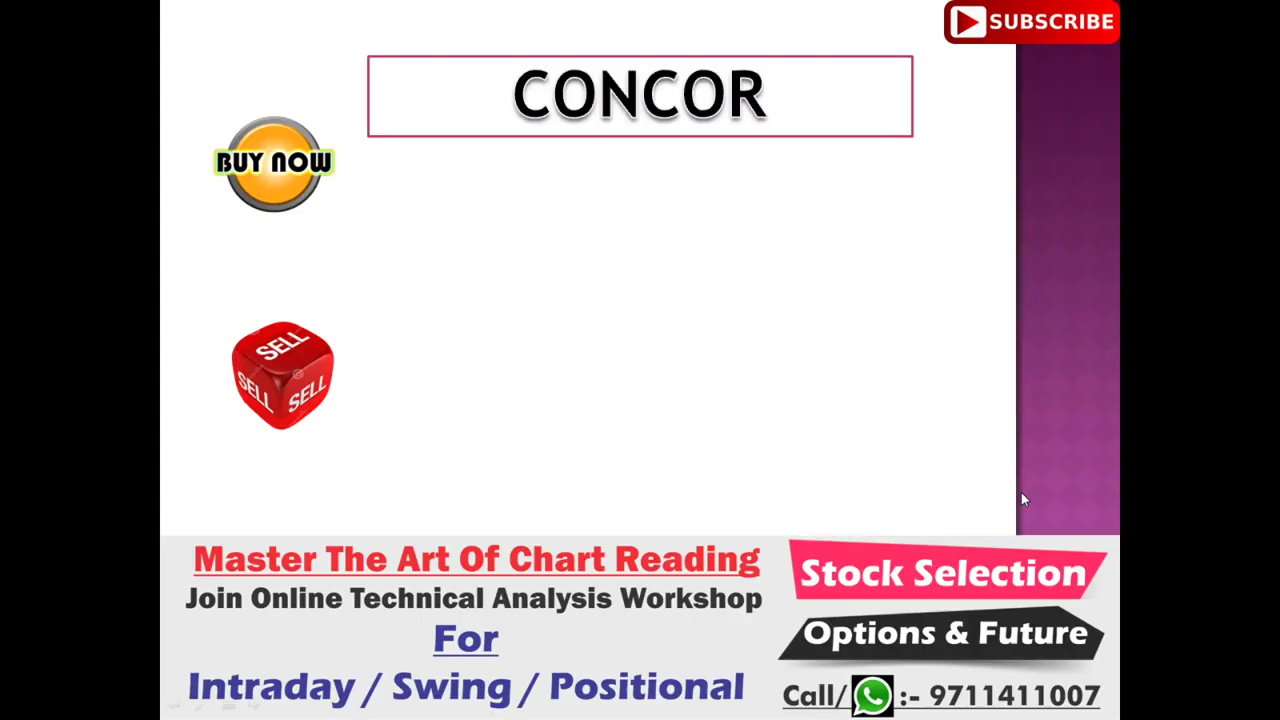 SUBSCRIBE
CONCOR
BUY NOW
SELL
SELL SELL
Master The Art Of Chart Reading
Join Online Technical Analysis Workshop
For
Intraday / Swing / Positional
Stock Selection
Options & Future
Call/ :- 9711411007